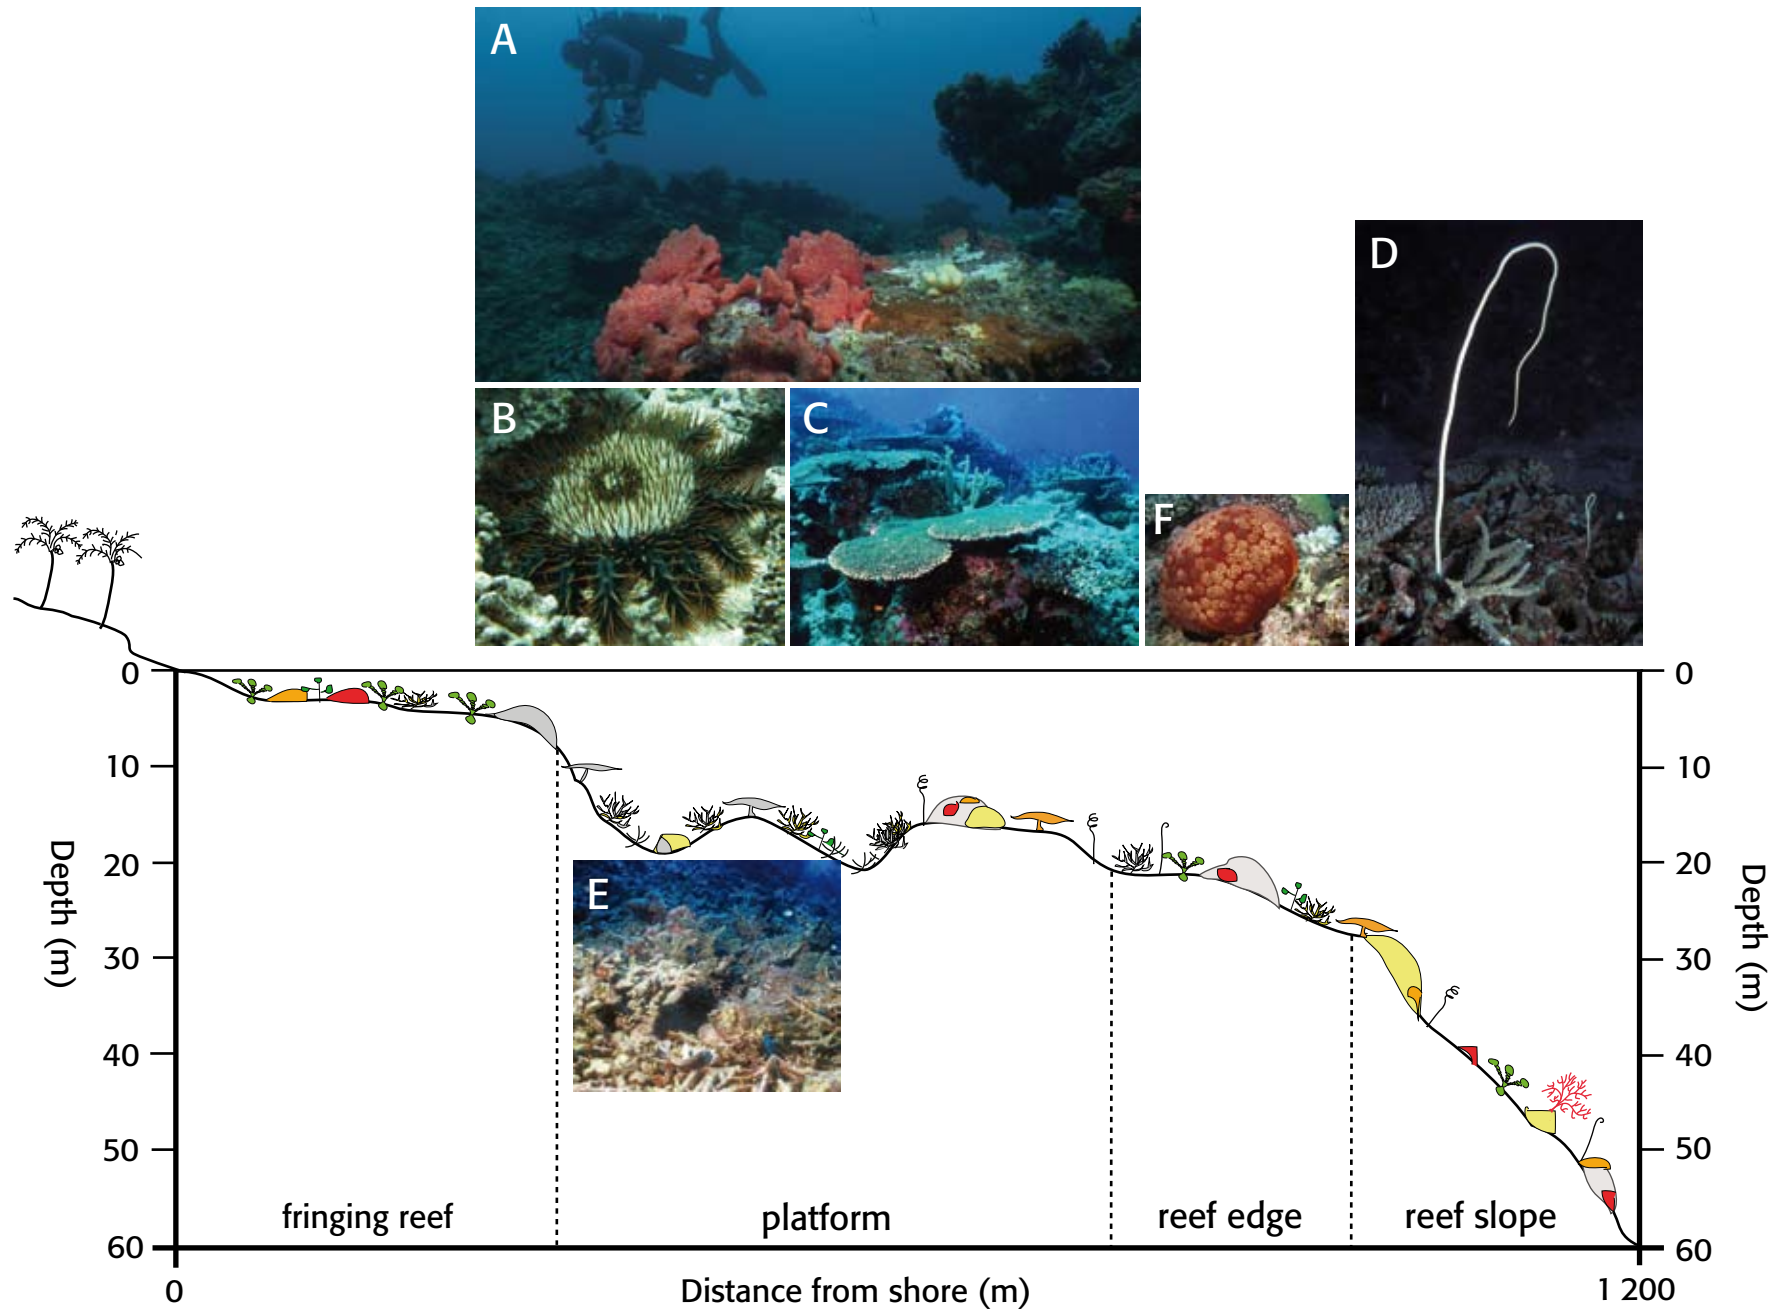 A
B
C
D
F
E
0
10
20
30
40
50
60
Depth (m)
0
10
20
30
40
50
60
Depth (m)
fringing reef
platform
reef edge
reef slope
0
Distance from shore (m)
1 200